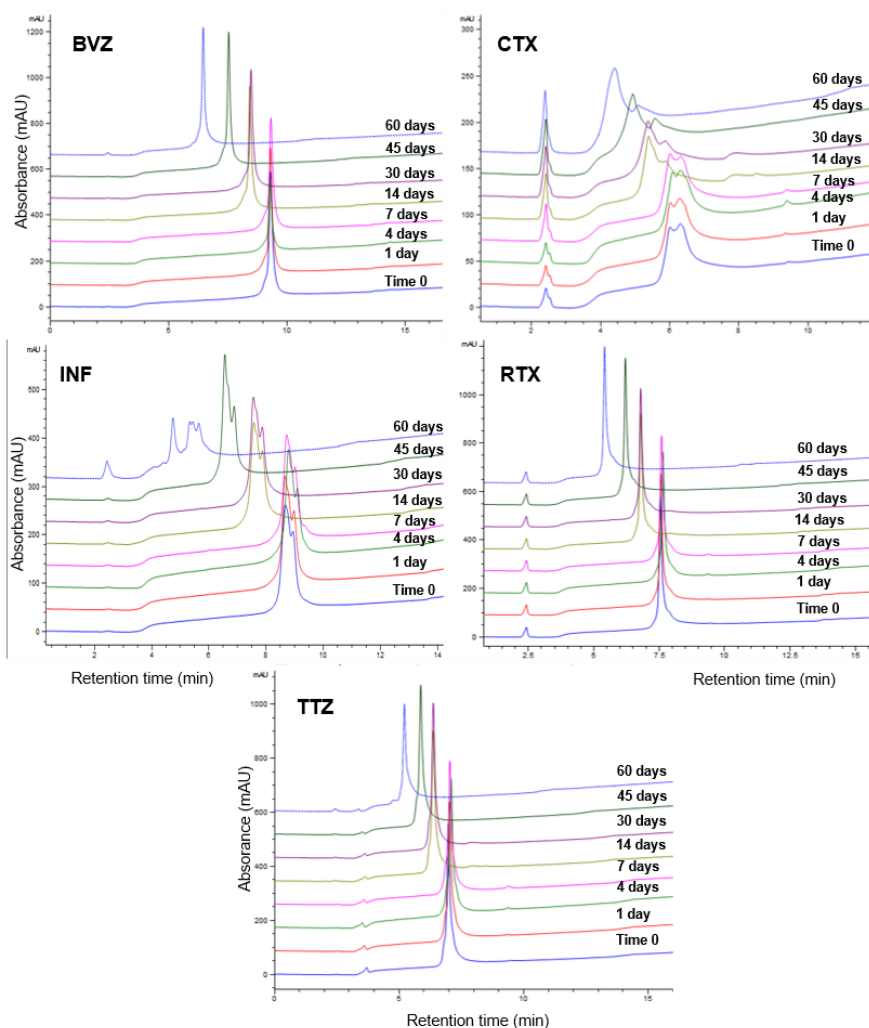 mAU
1200
1000
800
600
400
200
0
Absorbance (mAU)
BVZ
60 days
45 days
30 days
14 days
7 days
4 days
1 day
Time 0
0 5 10 15
mAU
300
250
200
150
100
50
0
CTX
60 days
45 days
30 days
14 days
7 days
4 days
1 day
Time 0
2 4 6 8 10
mAU
500
400
300
200
100
0
Absorbance (mAU)
INF
60 days
45 days
30 days
14 days
7 days
4 days
1 day
Time 0
2 4 6 8 10 12 14
Retention time (min)
mAU
1000
800
600
400
200
0
RTX
60 days
45 days
30 days
14 days
7 days
4 days
1 day
Time 0
2.5 5 7.5 10 12.5 15
Retention time (min)
mAU
1000
800
600
400
200
0
Absorance (mAU)
TTZ
60 days
45 days
30 days
14 days
7 days
4 days
1 day
Time 0
0 5 10 15
Retention time (min)